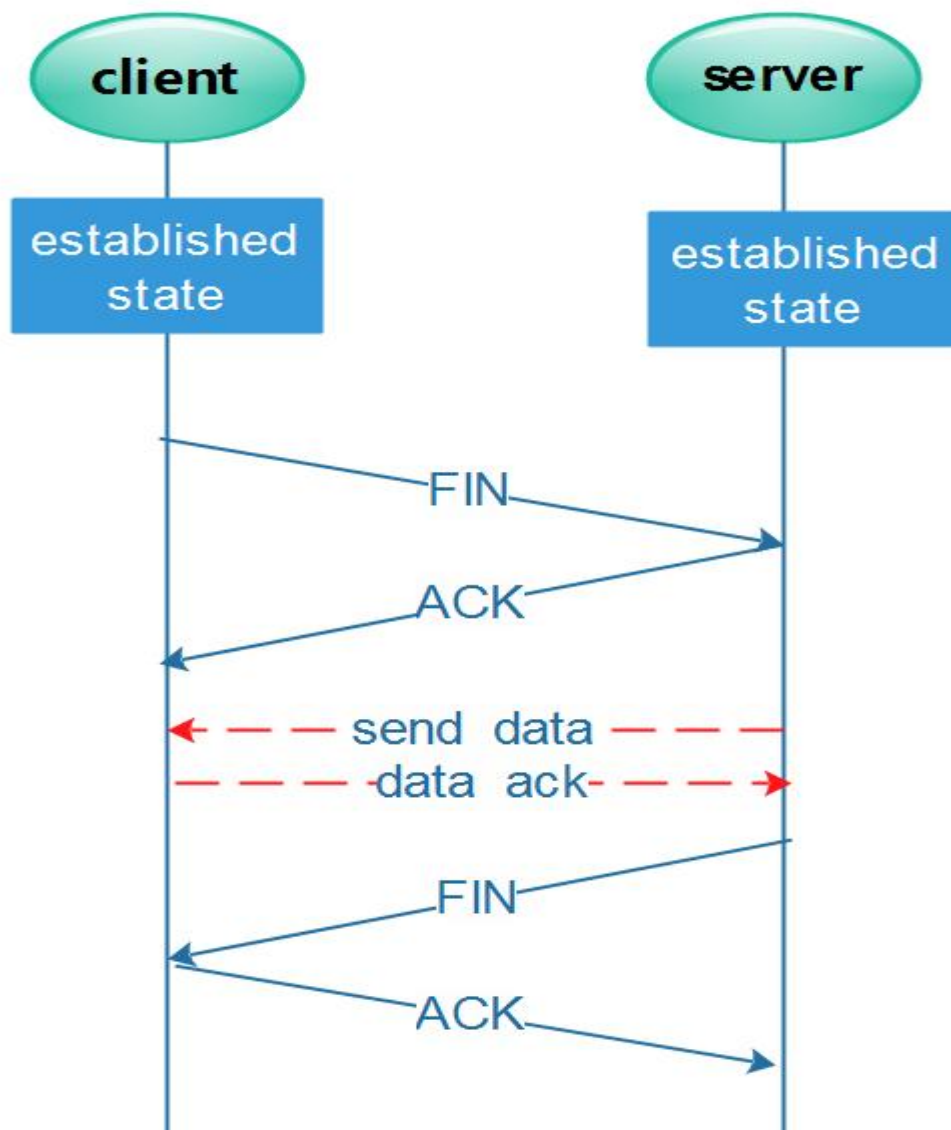 client
server
established
state
established
state
FIN
ACK
send data
data ack
FIN
ACK